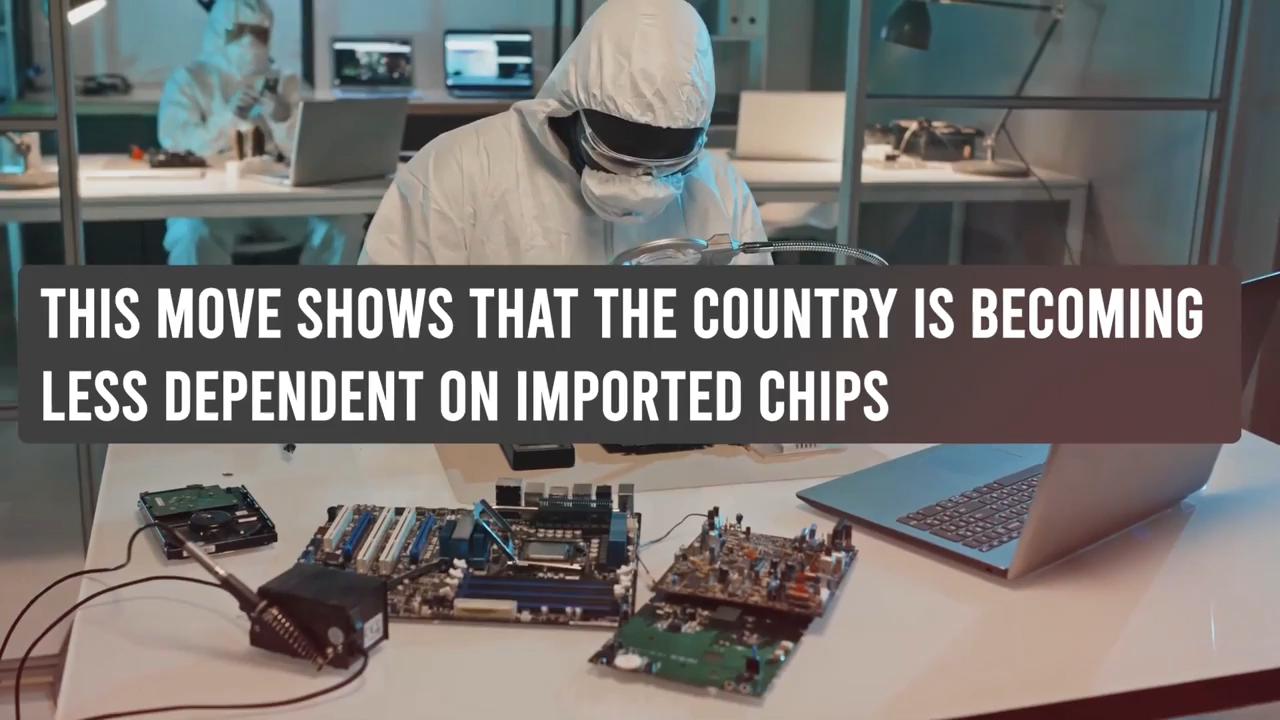 THIS MOVE SHOWS THAT THE COUNTRY IS BECOMING
LESS DEPENDENT ON IMPORTED CHIPS